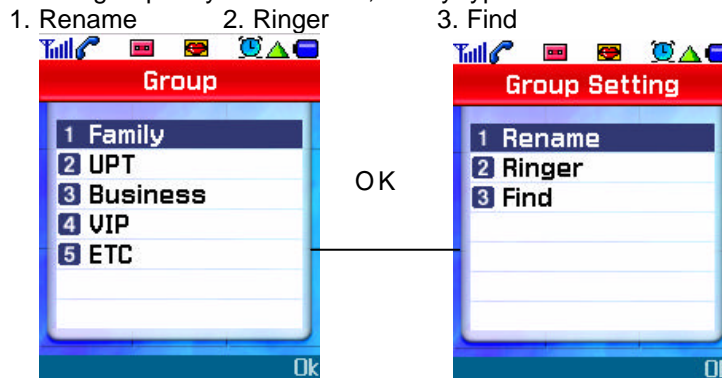 1. Rename 2. Ringer 3. Find
Group
1 Family
2 UPT
3 Business
4 VIP
5 ETC
Ok
OK
Group Setting
1 Rename
2 Ringer
3 Find